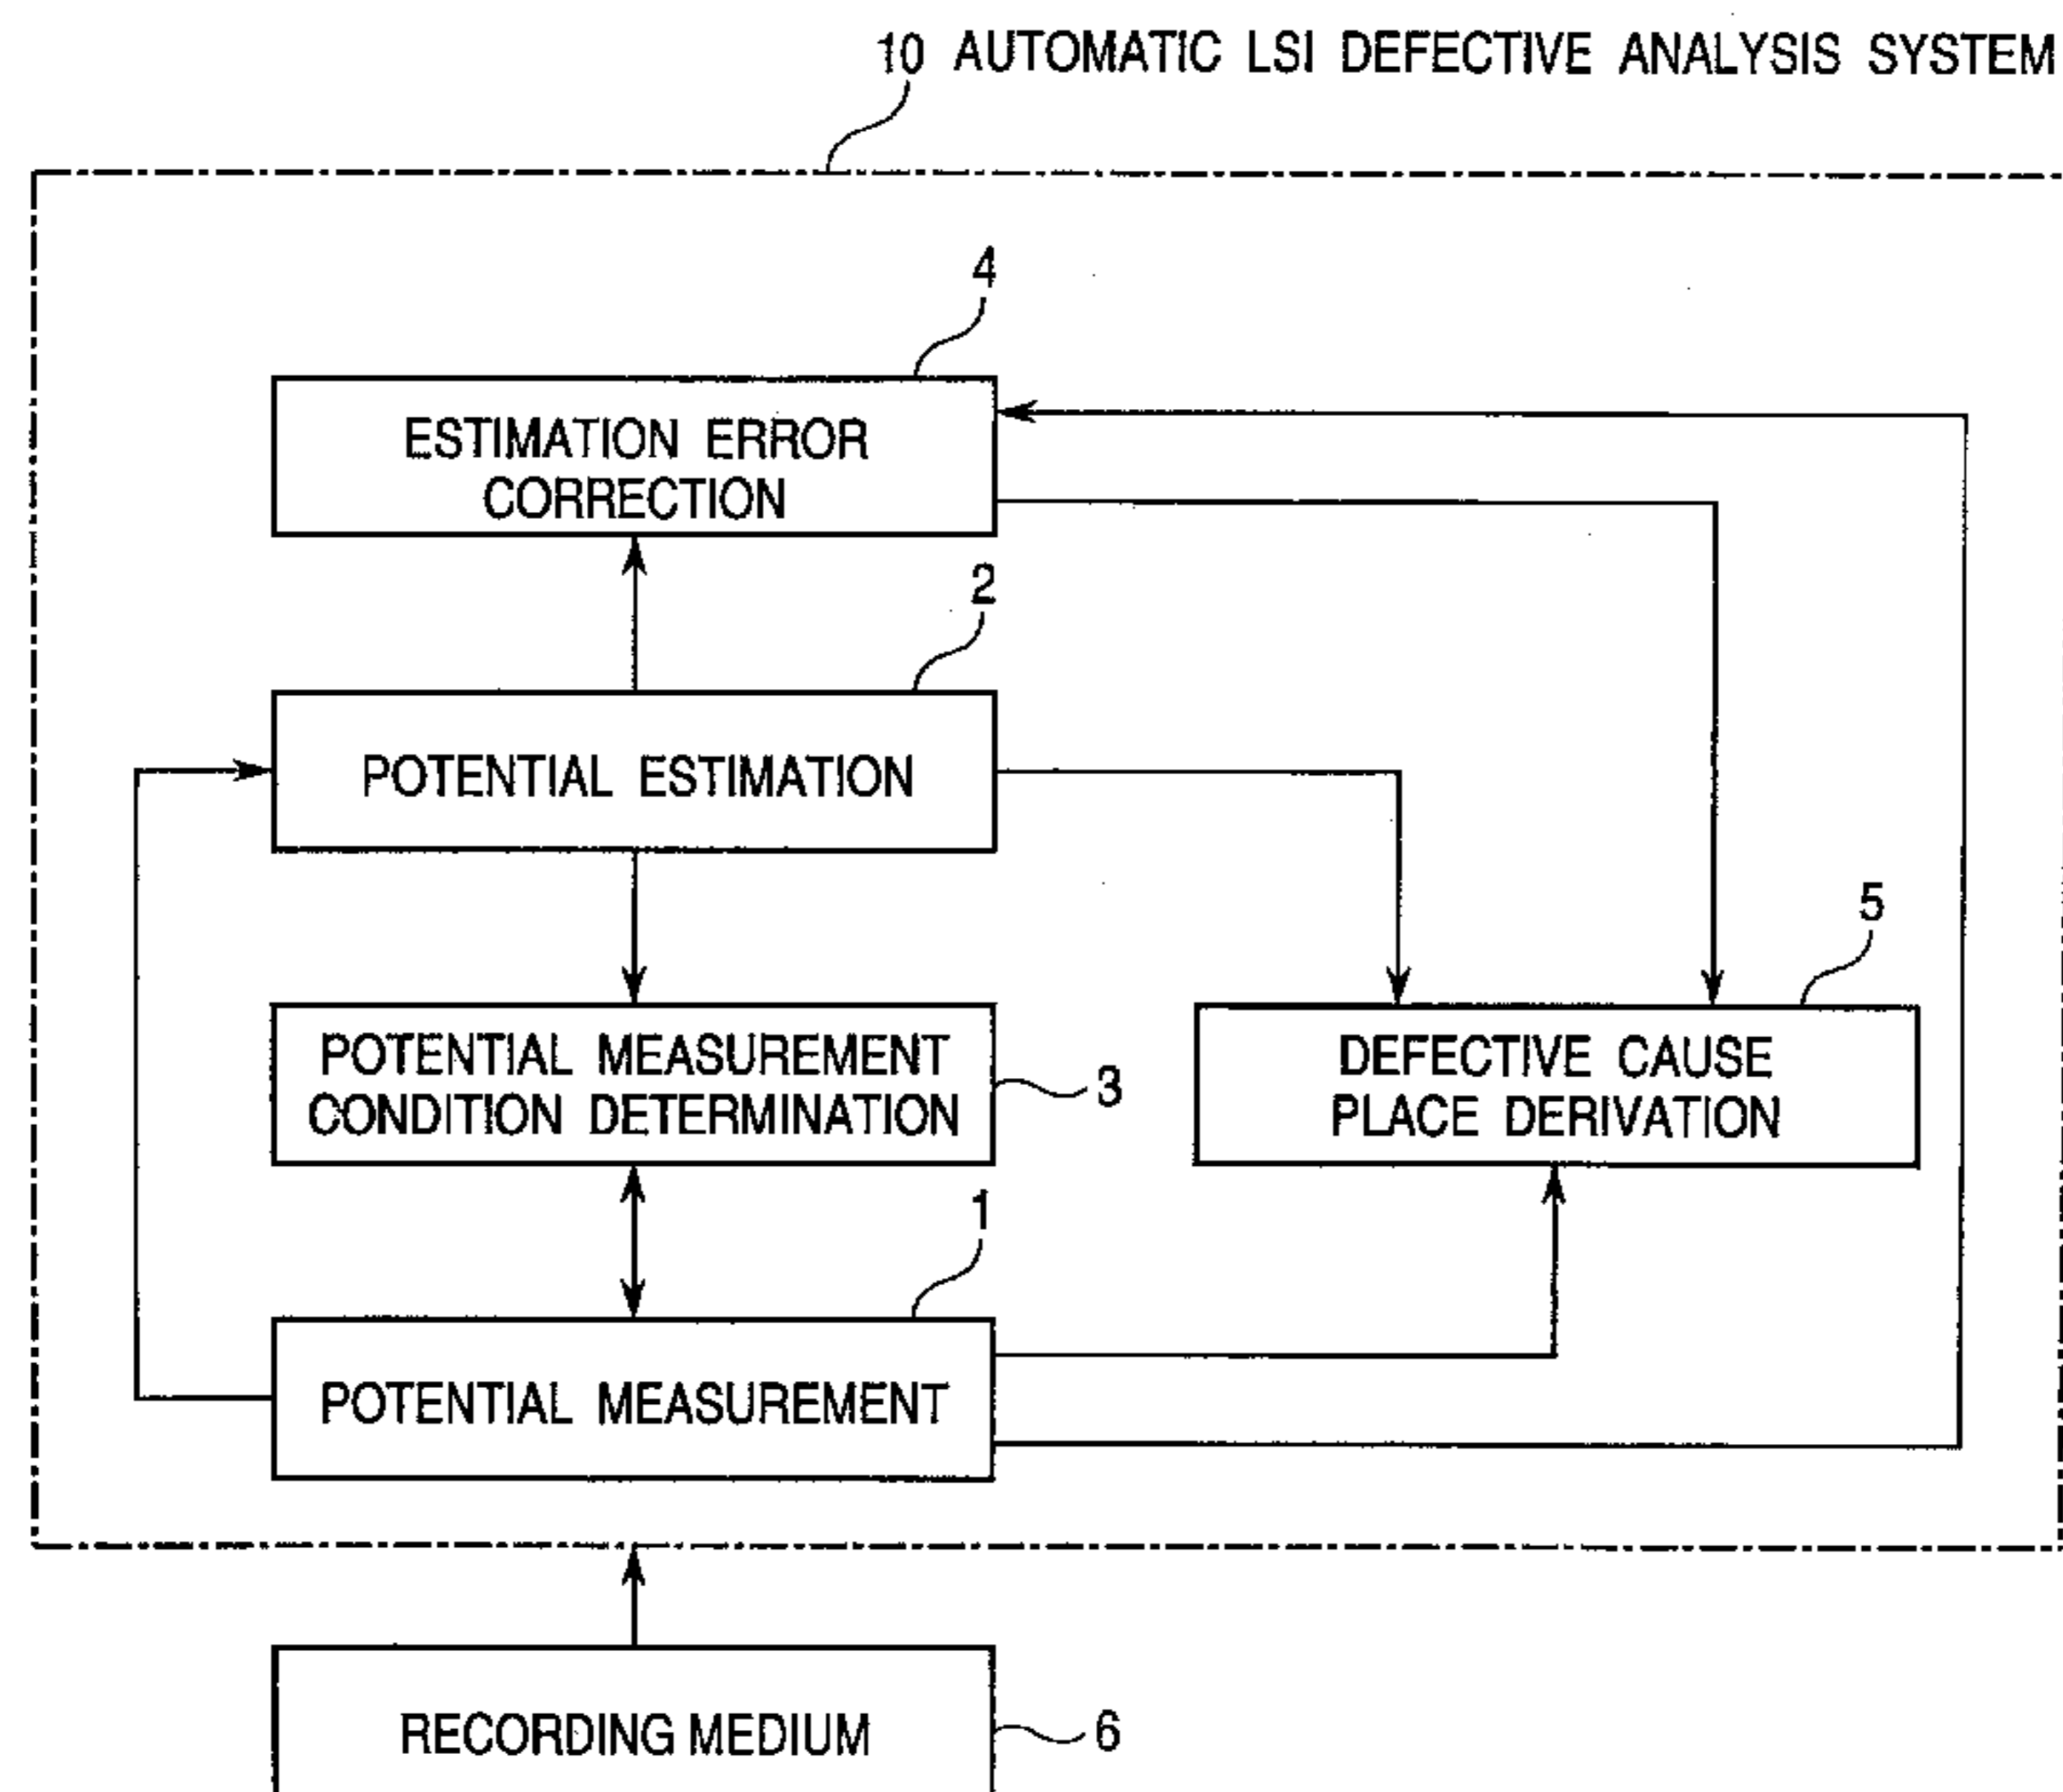 10 AUTOMATIC LSI DEFECTIVE ANALYSIS SYSTEM
4
ESTIMATION ERROR
CORRECTION
2
POTENTIAL ESTIMATION
5
POTENTIAL MEASUREMENT
CONDITION DETERMINATION
3
DEFECTIVE CAUSE
PLACE DERIVATION
1
POTENTIAL MEASUREMENT
RECORDING MEDIUM
6